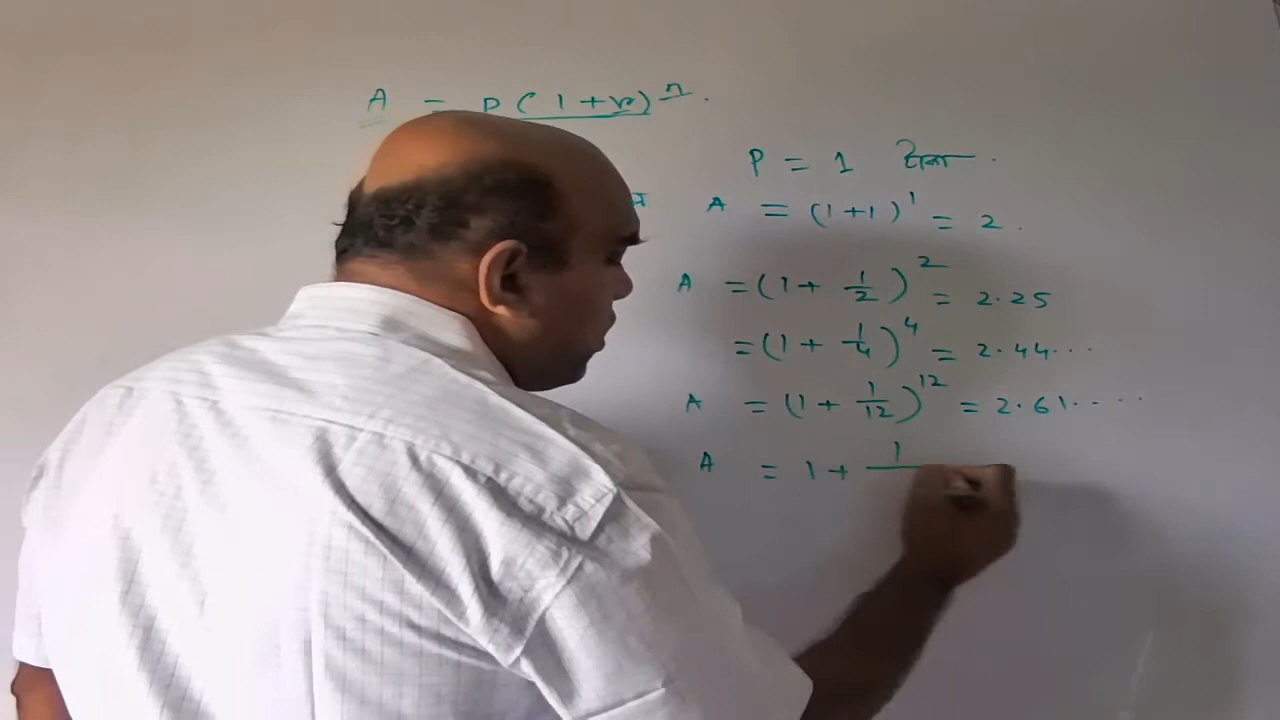 A = P(1+r)^n.
P = 1 टाका.
A = (1+1)^1 = 2.
A = (1 + 1/2)^2 = 2.25
= (1 + 1/4)^4 = 2.44...
A = (1 + 1/12)^12 = 2.61....
A = 1 + 1